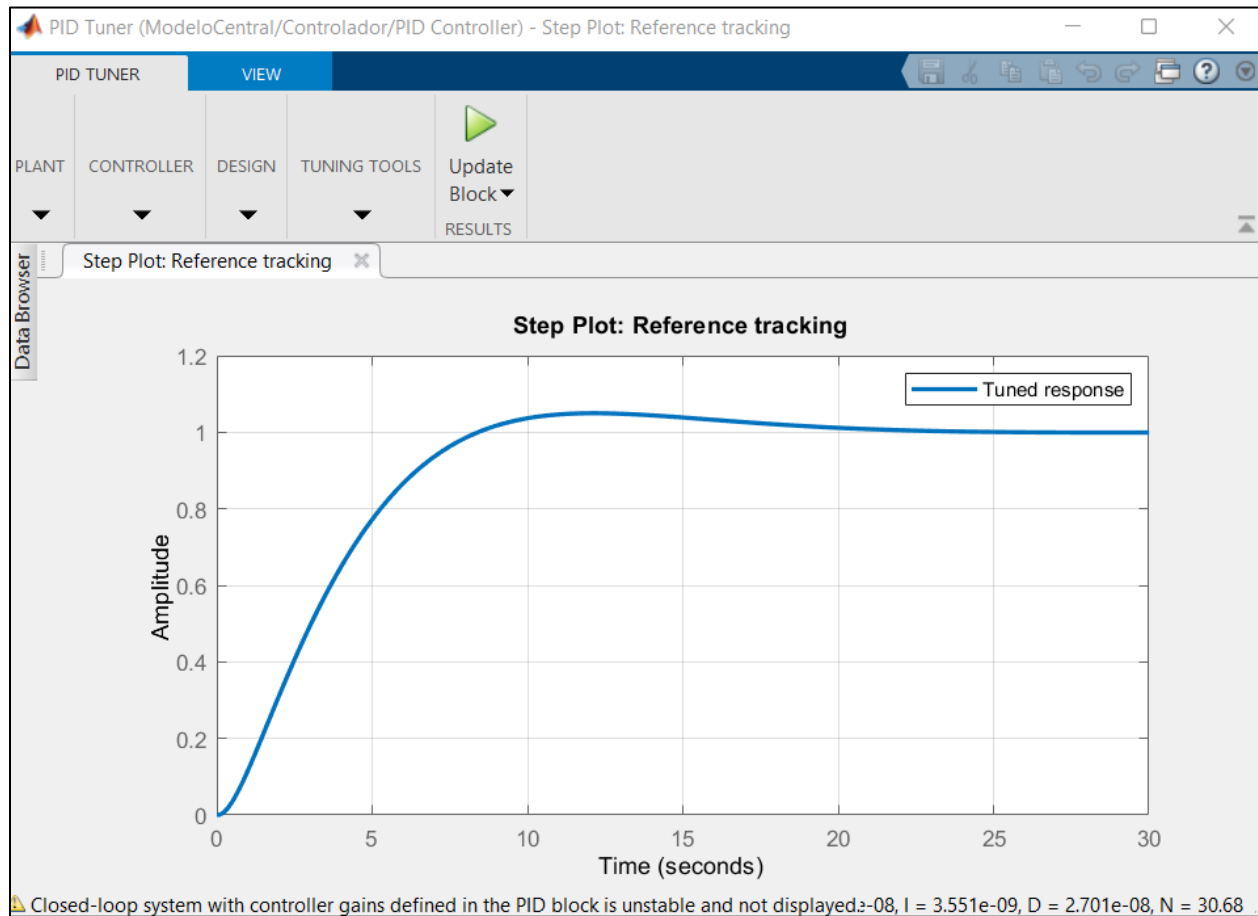 PID Tuner (ModeloCentral/Controlador/PID Controller) - Step Plot: Reference tracking
PID TUNER VIEW
PLANT CONTROLLER DESIGN TUNING TOOLS Update
Block
RESULTS
Data Browser
Step Plot: Reference tracking
Step Plot: Reference tracking
Tuned response
1.2
1
0.8
0.6
0.4
0.2
0
Amplitude
0 5 10 15 20 25 30
Time (seconds)
Closed-loop system with controller gains defined in the PID block is unstable and not displayed. e-08, I = 3.551e-09, D = 2.701e-08, N = 30.68